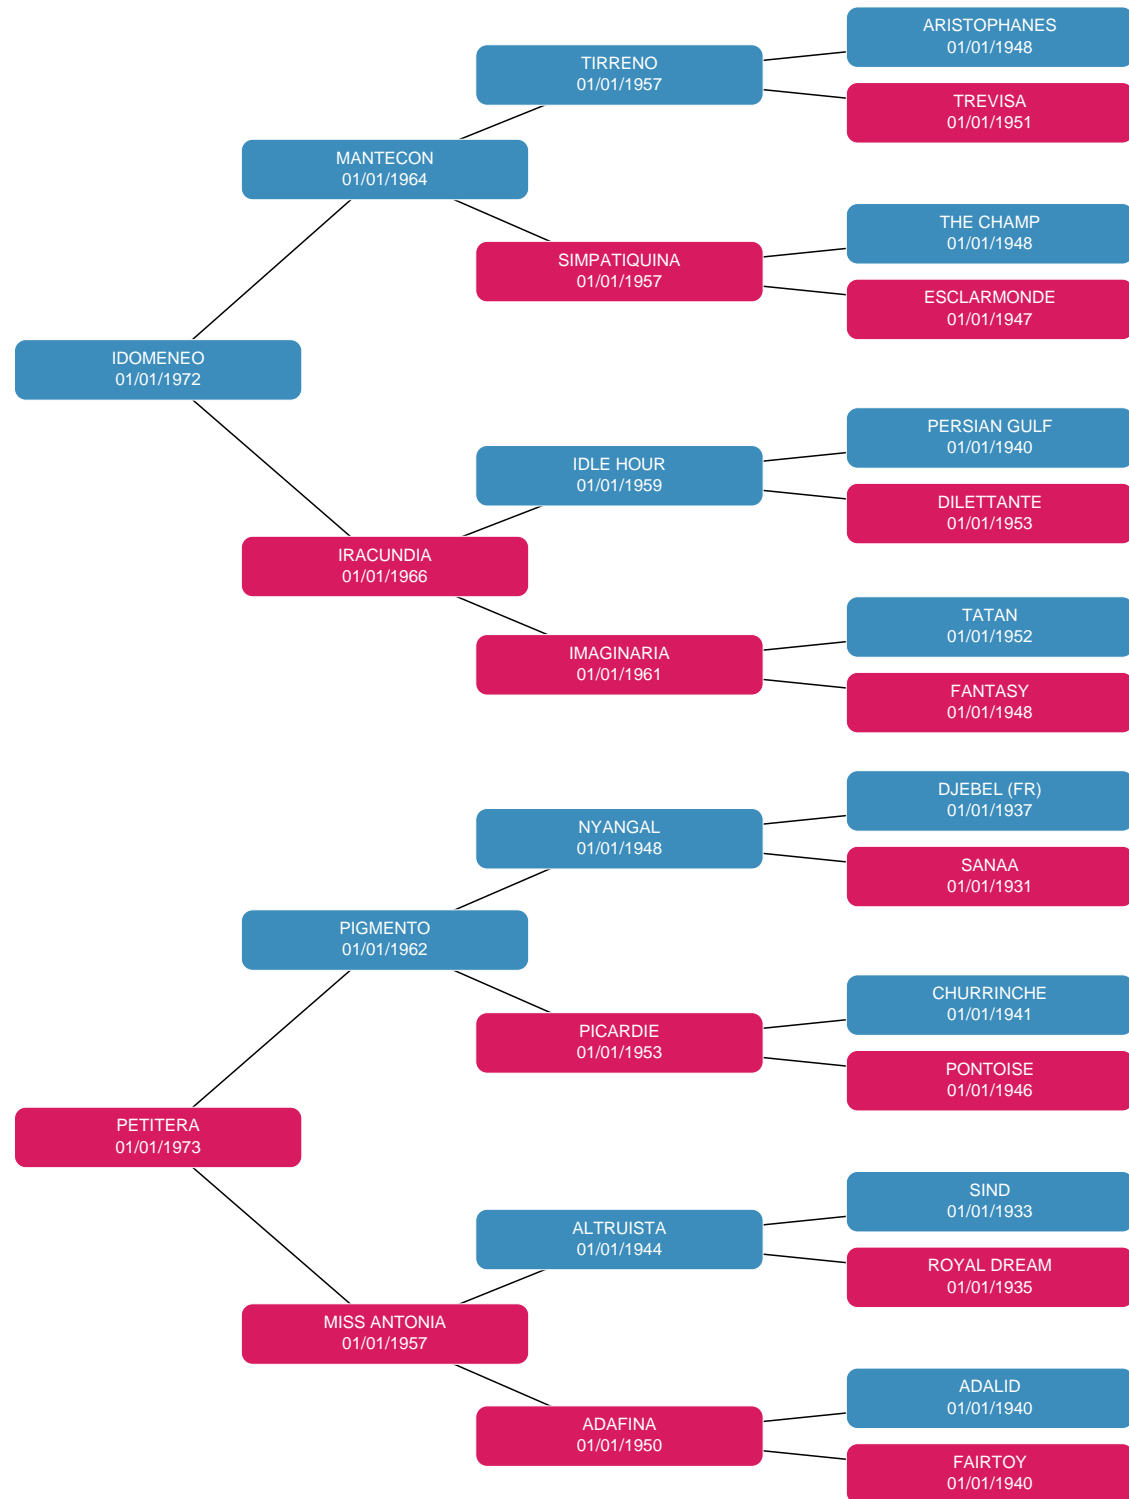 ARISTOPHANES
01/01/1948
TIRRENO
01/01/1957
TREVISA
01/01/1951
MANTECON
01/01/1964
THE CHAMP
01/01/1948
SIMPATIQUINA
01/01/1957
ESCLARMONDE
01/01/1947
IDOMENEO
01/01/1972
PERSIAN GULF
01/01/1940
IDLE HOUR
01/01/1959
DILETTANTE
01/01/1953
IRACUNDIA
01/01/1966
TATAN
01/01/1952
IMAGINARIA
01/01/1961
FANTASY
01/01/1948
DJEBEL (FR)
01/01/1937
NYANGAL
01/01/1948
SANAA
01/01/1931
PIGMENTO
01/01/1962
CHURRINCHE
01/01/1941
PICARDIE
01/01/1953
PONTOISE
01/01/1946
PETITERA
01/01/1973
SIND
01/01/1933
ALTRUISTA
01/01/1944
ROYAL DREAM
01/01/1935
MISS ANTONIA
01/01/1957
ADALID
01/01/1940
ADAFINA
01/01/1950
FAIRTOY
01/01/1940